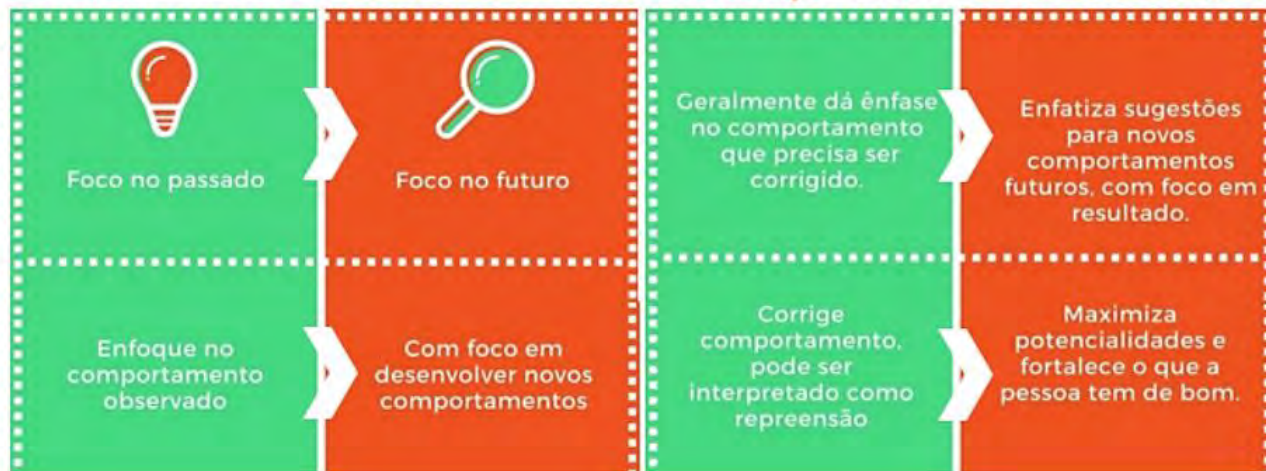 Foco no passado
Foco no futuro
Geralmente dá ênfase
no comportamento
que precisa ser
corrigido.
Enfatiza sugestões
para novos
comportamentos
futuros, com foco em
resultado.
Enfoque no
comportamento
observado
Com foco em
desenvolver novos
comportamentos
Corrige
comportamento,
pode ser
interpretado como
repreensão
Maximiza
potencialidades e
fortalece o que a
pessoa tem de bom.